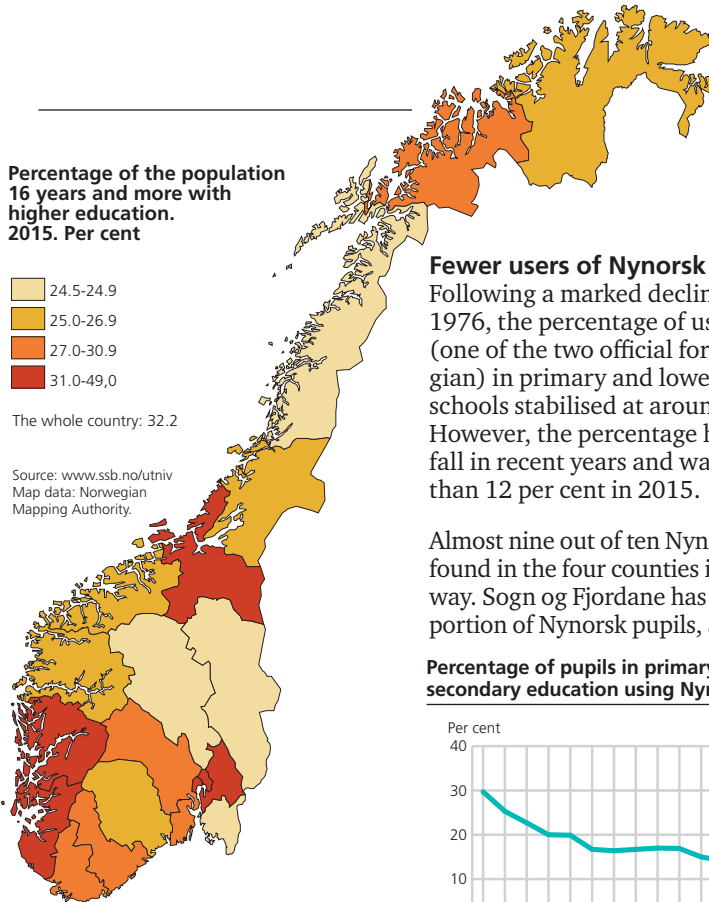 Percentage of the population
16 years and more with
higher education.
2015. Per cent
24.5-24.9
25.0-26.9
27.0-30.9
31.0-49,0
The whole country: 32.2
Source: www.ssb.no/utniv
Map data: Norwegian
Mapping Authority.
Fewer users of Nynorsk
Following a marked declin
1976, the percentage of us
(one of the two official for
gian) in primary and lowe
schools stabilised at aroun
However, the percentage h
fall in recent years and wa
than 12 per cent in 2015.
Almost nine out of ten Nyn
found in the four counties i
way. Sogn og Fjordane has
portion of Nynorsk pupils,
Percentage of pupils in primary
secondary education using Nyn
Per cent
40
30
20
10